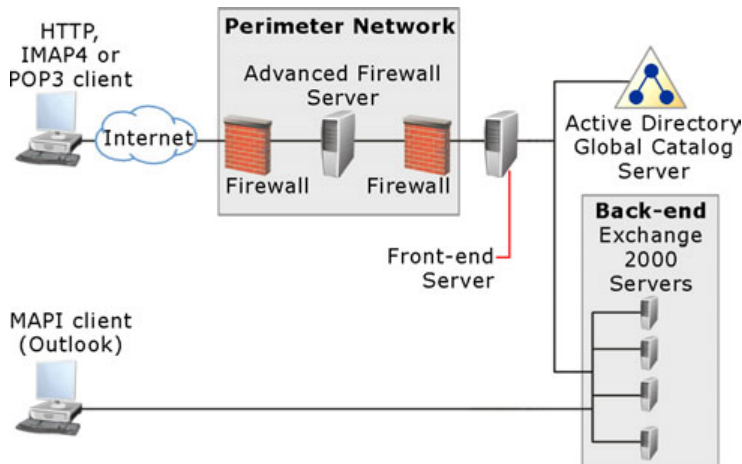 HTTP,
IMAP4 or
POP3 client
Internet
Perimeter Network
Advanced Firewall
Server
Firewall
Firewall
Front-end
Server
Active Directory
Global Catalog
Server
Back-end
Exchange
2000
Servers
MAPI client
(Outlook)